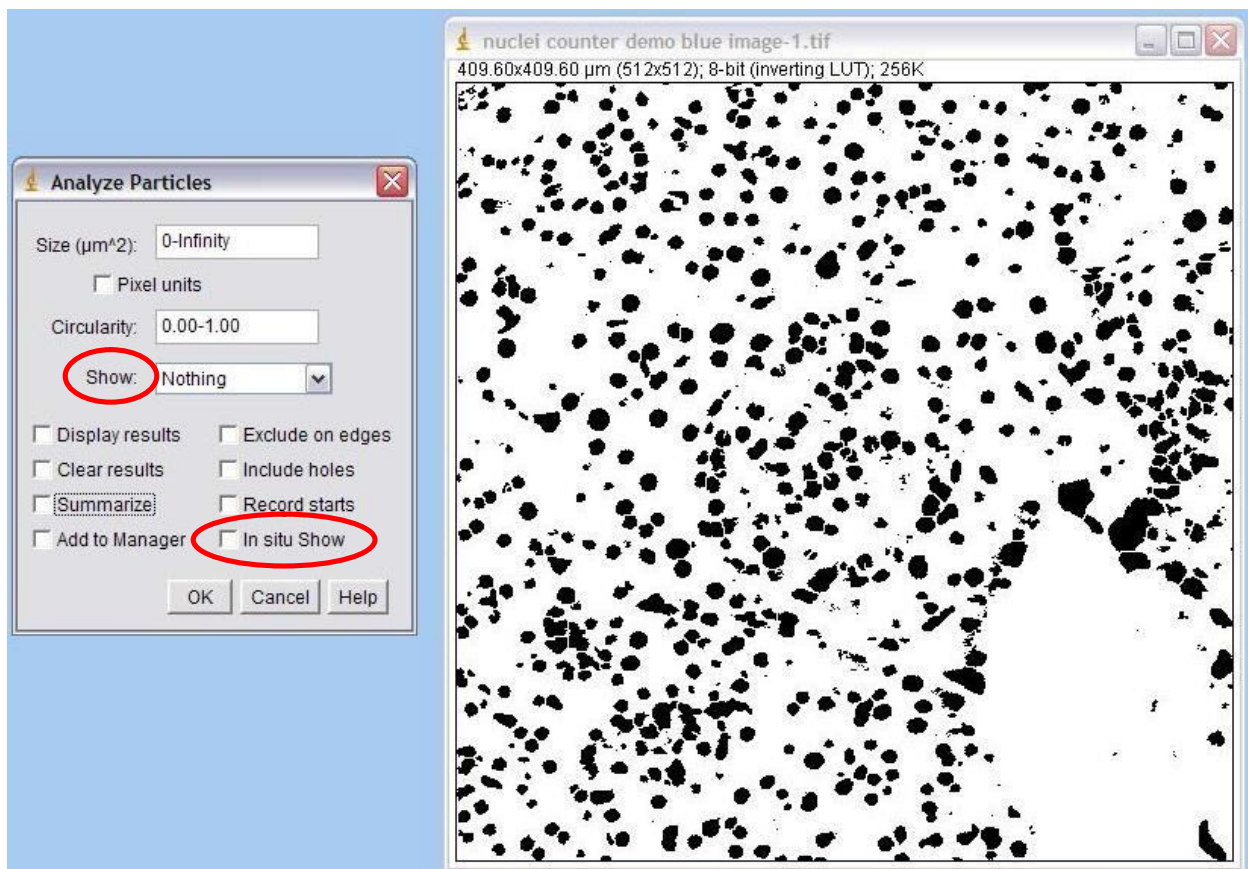 nuclei counter demo blue image-1.tif
409.60x409.60 µm (512x512); 8-bit (inverting LUT); 256K
Analyze Particles
Size (µm^2): 0-Infinity
Pixel units
Circularity: 0.00-1.00
Show: Nothing
Display results Exclude on edges
Clear results Include holes
Summarize Record starts
Add to Manager In situ Show
OK Cancel Help